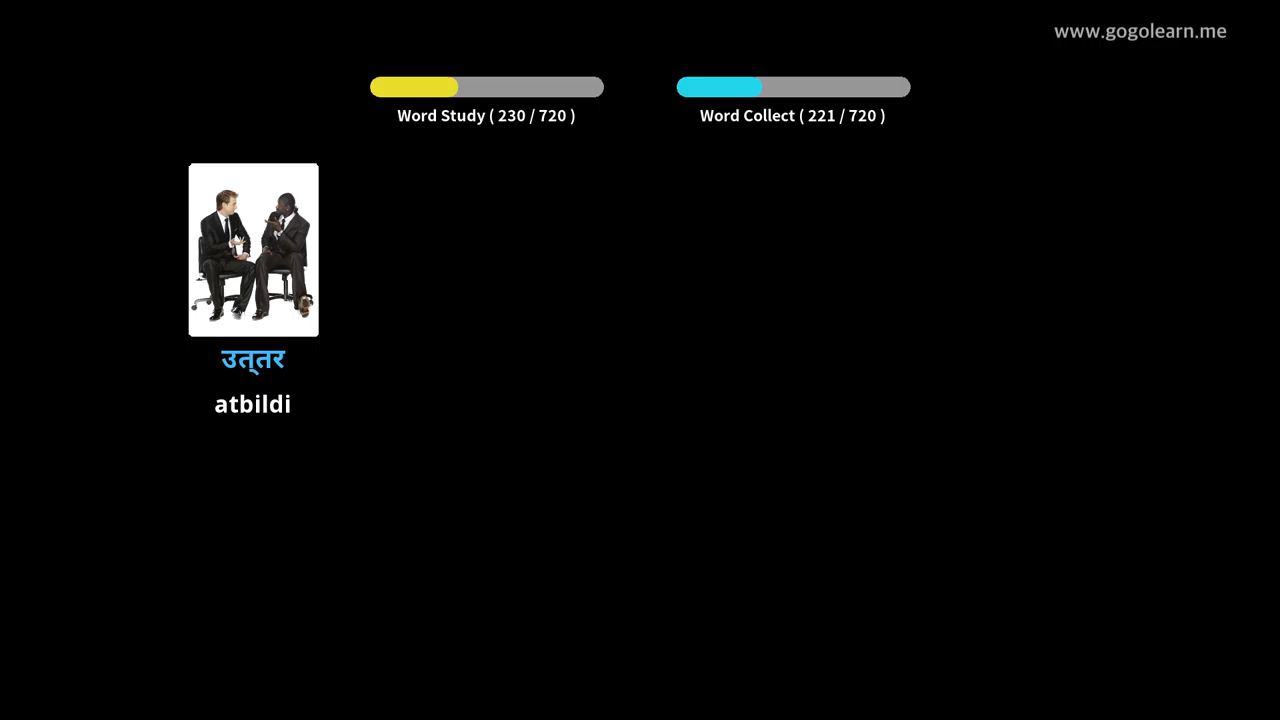 www.gogolearn.me
Word Study ( 230 / 720 )
Word Collect ( 221 / 720 )
उत्‌तर
atbildi